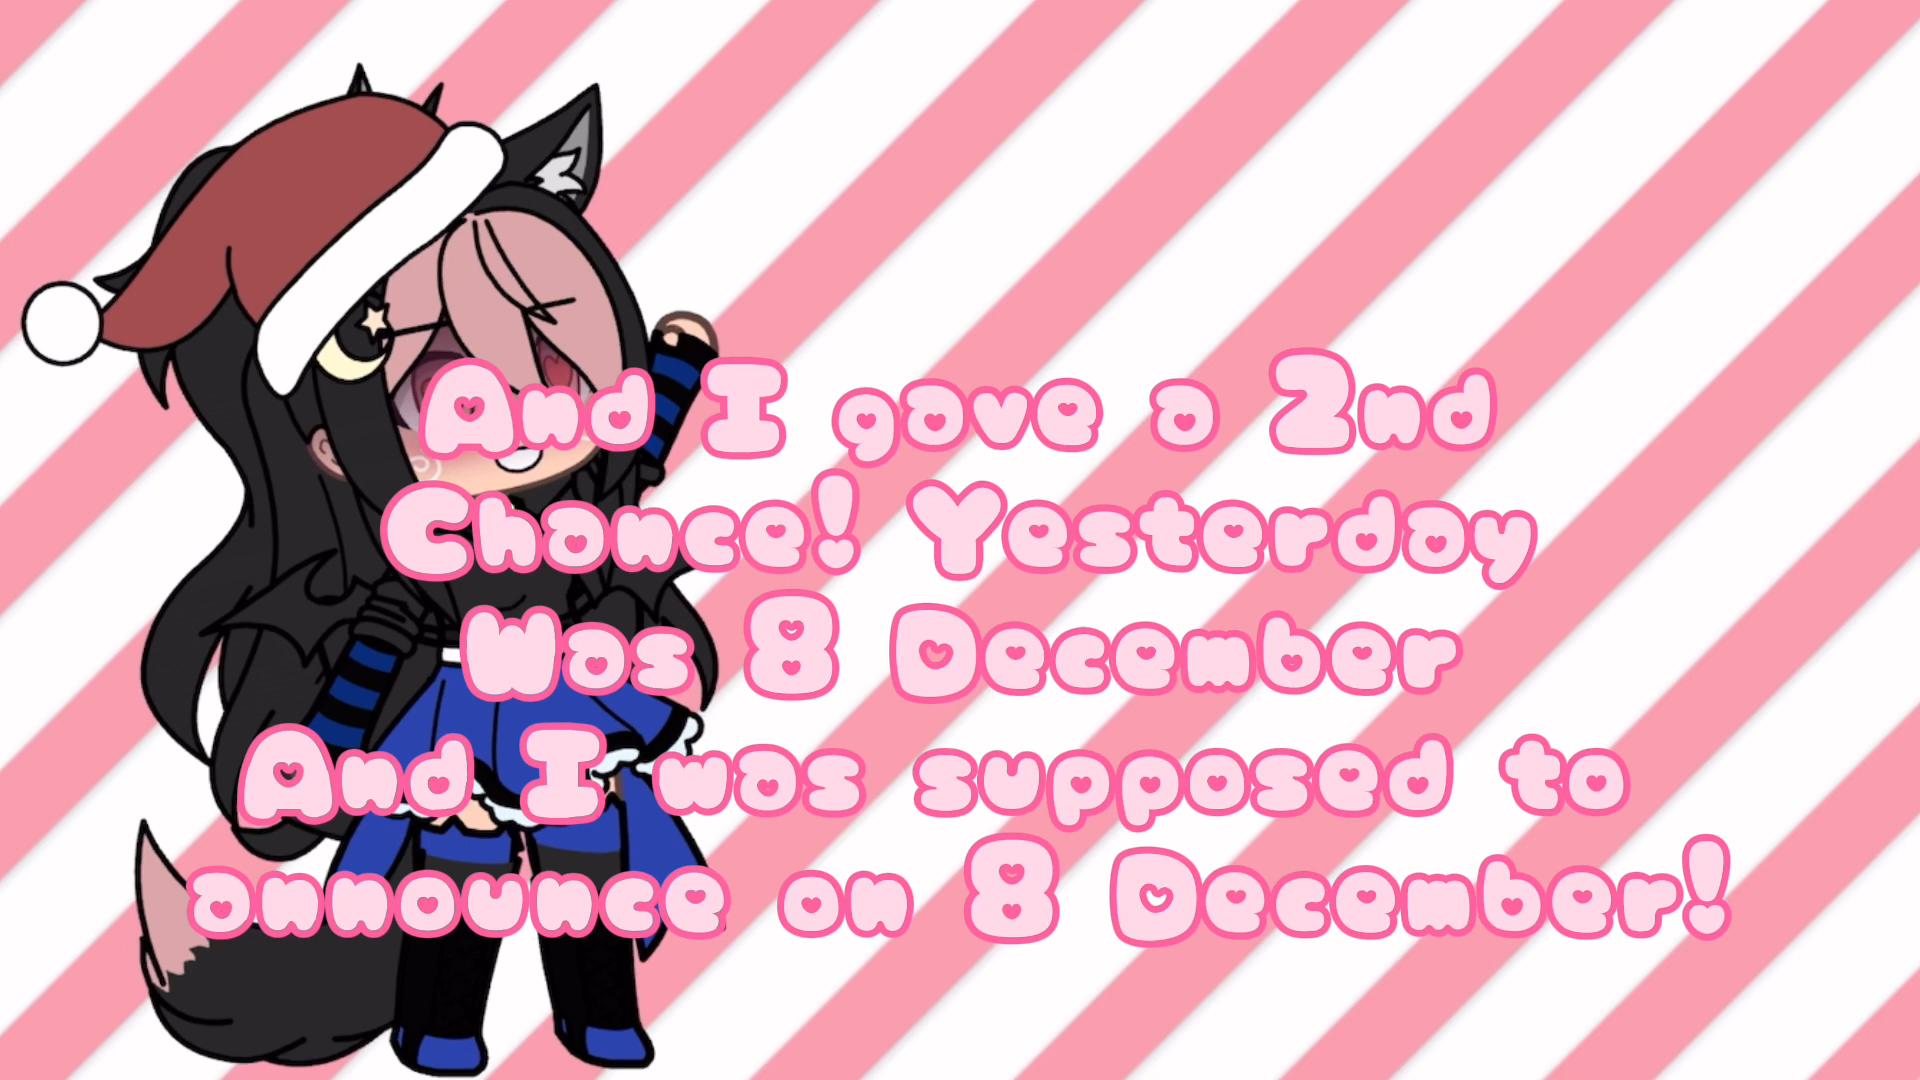 And I gave a 2nd
Chance! Yesterday
Was 8 December
And I was supposed to
announce on 8 December!